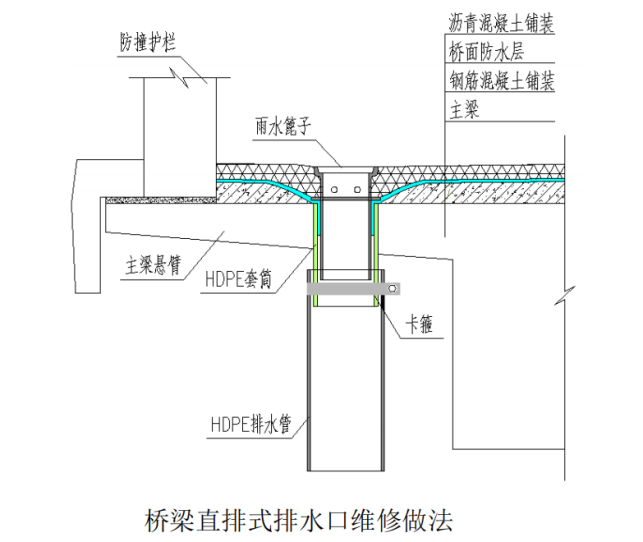 沥青混凝土铺装
防撞护栏
桥面防水层
钢筋混凝土铺装
主梁
雨水篦子
主梁悬臂
HDPE套筒
卡箍
HDPE排水管
桥梁直排式排水口维修做法